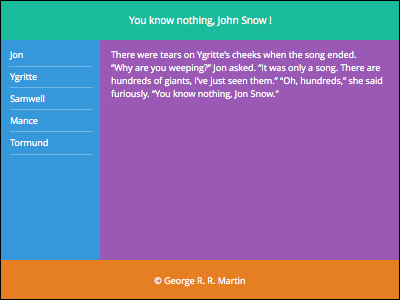 You know nothing, John Snow !
Jon
Ygritte
Samwell
Mance
Tormund
There were tears on Ygritte’s cheeks when the song ended.
“Why are you weeping?” Jon asked. “It was only a song. There are
hundreds of giants, I’ve just seen them.” “Oh, hundreds,” she said
furiously. “You know nothing, Jon Snow."
© George R. R. Martin